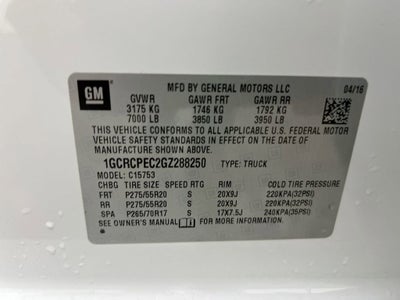 GM
MFD BY GENERAL MOTORS LLC
04/16
GVWR GAWR FRT GAWR RR
3175 KG 1746 KG 1792 KG
7000 LB 3850 LB 3950 LB
THIS VEHICLE CONFORMS TO ALL APPLICABLE U.S. FEDERAL MOTOR
VEHICLE SAFETY STANDARDS IN EFFECT ON THE DATE OF
MANUFACTURE SHOWN ABOVE.
1GCRCPEC2GZ288250 TYPE: TRUCK
MODEL: C15753
CHBG TIRE SIZE SPEED RTG RIM COLD TIRE PRESSURE
FRT P275/55R20 S 20X9J 220KPA(32PSI)
RR P275/55R20 S 20X9J 220KPA(32PSI)
SPA P265/70R17 S 17X7.5J 240KPA(35PSI)
SEE OWNER'S MANUAL FOR MORE INFORMATION.